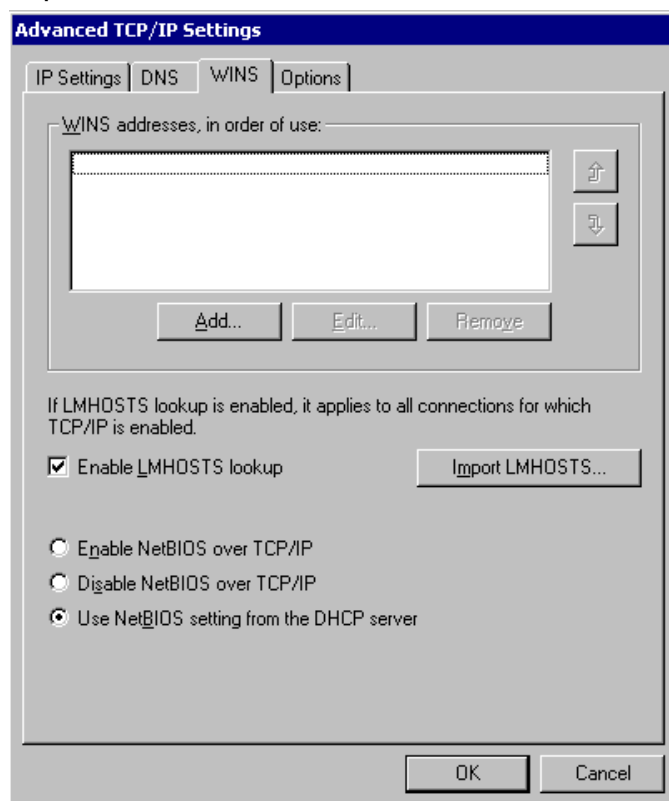 Advanced TCP/IP Settings
IP Settings DNS WINS Options
WINS addresses, in order of use:
Add... Edit... Remove
If LMHOSTS lookup is enabled, it applies to all connections for which
TCP/IP is enabled.
Enable LMHOSTS lookup Import LMHOSTS...
Enable NetBIOS over TCP/IP
Disable NetBIOS over TCP/IP
Use NetBIOS setting from the DHCP server
OK Cancel